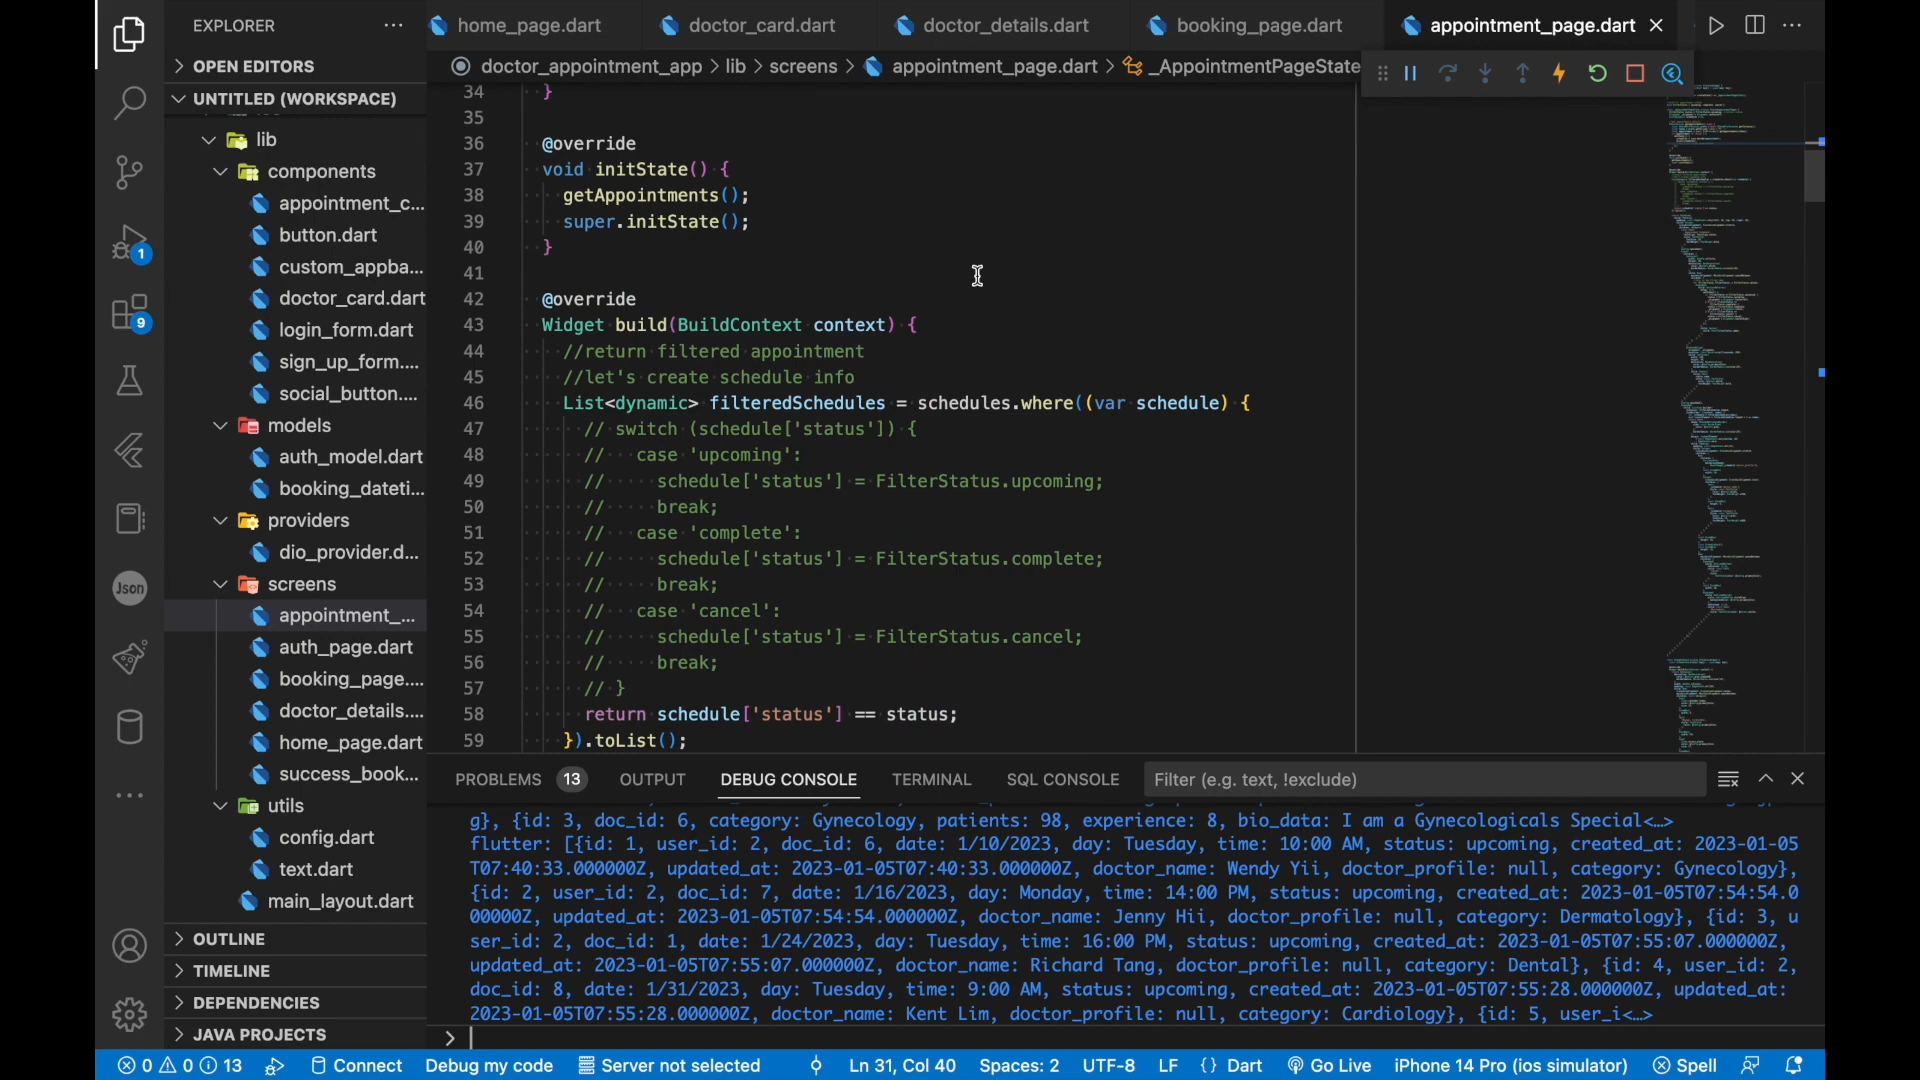 EXPLORER
home_page.dart
doctor_card.dart
doctor_details.dart
booking_page.dart
appointment_page.dart
OPEN EDITORS
doctor_appointment_app > lib > screens > appointment_page.dart > _AppointmentPageState
UNTITLED (WORKSPACE)
lib
components
appointment_c...
button.dart
custom_appba...
doctor_card.dart
login_form.dart
sign_up_form....
social_button....
models
auth_model.dart
booking_dateti...
providers
dio_provider.d...
screens
appointment_...
auth_page.dart
booking_page....
doctor_details....
home_page.dart
success_book...
utils
config.dart
text.dart
main_layout.dart
OUTLINE
TIMELINE
DEPENDENCIES
JAVA PROJECTS
1
9
Json
34 }
35
36 @override
37 void initState() {
38 getAppointments();
39 super.initState();
40 }
41
42 @override
43 Widget build(BuildContext context) {
44 //return filtered appointment
45 //let's create schedule info
46 List<dynamic> filteredSchedules = schedules.where((var schedule) {
47 // switch (schedule['status']) {
48 // case 'upcoming':
49 // schedule['status'] = FilterStatus.upcoming;
50 // break;
51 // case 'complete':
52 // schedule['status'] = FilterStatus.complete;
53 // break;
54 // case 'cancel':
55 // schedule['status'] = FilterStatus.cancel;
56 // break;
57 // }
58 return schedule['status'] == status;
59 }).toList();
PROBLEMS 13 OUTPUT DEBUG CONSOLE TERMINAL SQL CONSOLE Filter (e.g. text, !exclude)
g}, {id: 3, doc_id: 6, category: Gynecology, patients: 98, experience: 8, bio_data: I am a Gynecologicals Special<…>
flutter: [{id: 1, user_id: 2, doc_id: 6, date: 1/10/2023, day: Tuesday, time: 10:00 AM, status: upcoming, created_at: 2023-01-05
T07:40:33.000000Z, updated_at: 2023-01-05T07:40:33.000000Z, doctor_name: Wendy Yii, doctor_profile: null, category: Gynecology},
{id: 2, user_id: 2, doc_id: 7, date: 1/16/2023, day: Monday, time: 14:00 PM, status: upcoming, created_at: 2023-01-05T07:54:54.0
00000Z, updated_at: 2023-01-05T07:54:54.000000Z, doctor_name: Jenny Hii, doctor_profile: null, category: Dermatology}, {id: 3, u
ser_id: 2, doc_id: 1, date: 1/24/2023, day: Tuesday, time: 16:00 PM, status: upcoming, created_at: 2023-01-05T07:55:07.000000Z,
updated_at: 2023-01-05T07:55:07.000000Z, doctor_name: Richard Tang, doctor_profile: null, category: Dental}, {id: 4, user_id: 2,
doc_id: 8, date: 1/31/2023, day: Tuesday, time: 9:00 AM, status: upcoming, created_at: 2023-01-05T07:55:28.000000Z, updated_at:
2023-01-05T07:55:28.000000Z, doctor_name: Kent Lim, doctor_profile: null, category: Cardiology}, {id: 5, user_i<…>
0 0 13 Connect Debug my code Server not selected Ln 31, Col 40 Spaces: 2 UTF-8 LF {} Dart Go Live iPhone 14 Pro (ios simulator) Spell